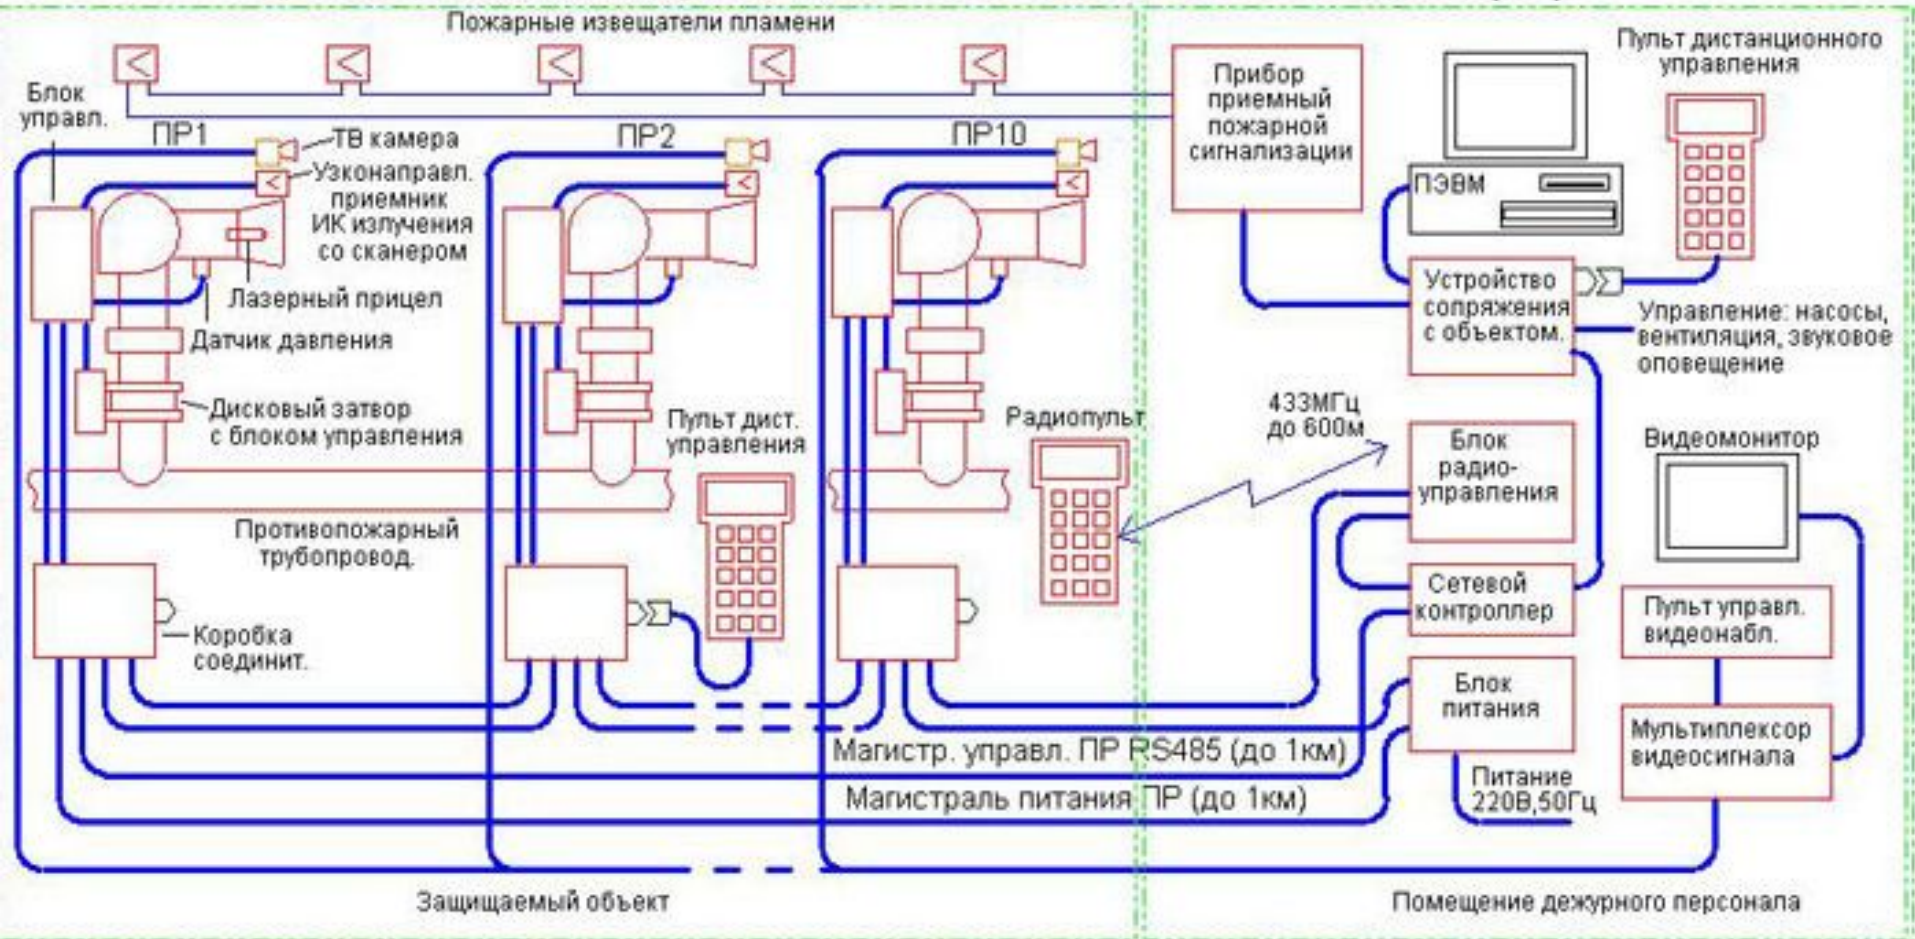 Пожарные извещатели пламени
Блок
управл.
ПР1
ТВ камера
Узконаправл.
приемник
ИК излучения
со сканером
Лазерный прицел
Датчик давления
Дисковый затвор
с блоком управления
Противопожарный
трубопровод.
Коробка
соединит.
ПР2
Пульт дист.
управления
ПР10
Радиопульт
433МГц
до 600м
Магистр. управл. ПР RS485 (до 1км)
Магистраль питания ПР (до 1км)
Защищаемый объект
Прибор
приемный
пожарной
сигнализации
ПЭВМ
Пульт дистанционного
управления
Устройство
сопряжения
с объектом.
Управление: насосы,
вентиляция, звуковое
оповещение
Блок
радио-
управления
Видеомонитор
Сетевой
контроллер
Пульт управл.
видеонабл.
Блок
питания
Мультиплексор
видеосигнала
Питание
220В,50Гц
Помещение дежурного персонала